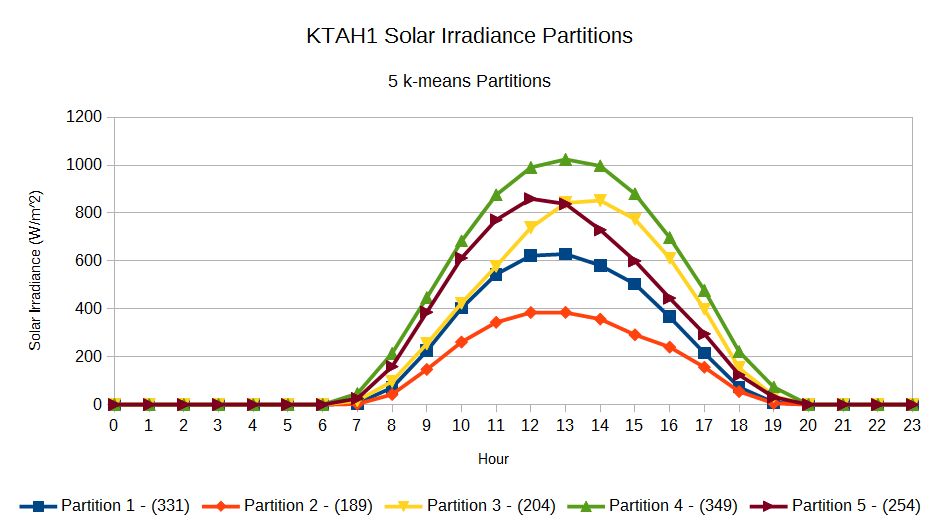 KTAH1 Solar Irradiance Partitions
5 k-means Partitions
Solar Irradiance (W/m^2)
1200
1000
800
600
400
200
0
0 1 2 3 4 5 6 7 8 9 10 11 12 13 14 15 16 17 18 19 20 21 22 23
Hour
Partition 1 - (331) Partition 2 - (189) Partition 3 - (204) Partition 4 - (349) Partition 5 - (254)